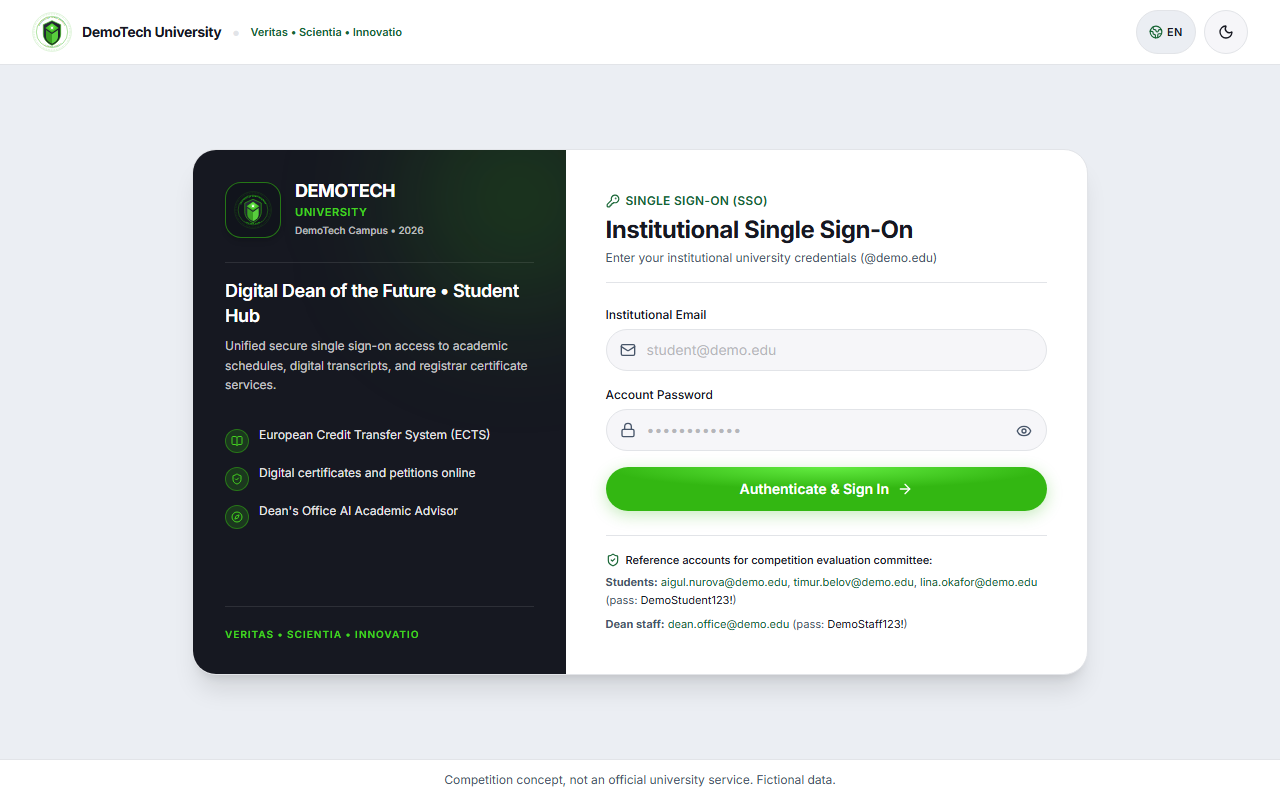 DemoTech University • Veritas • Scientia • Innovatio
EN
DEMOTECH
UNIVERSITY
DemoTech Campus • 2026
Digital Dean of the Future • Student
Hub
Unified secure single sign-on access to academic
schedules, digital transcripts, and registrar certificate
services.
European Credit Transfer System (ECTS)
Digital certificates and petitions online
Dean's Office AI Academic Advisor
VERITAS • SCIENTIA • INNOVATIO
SINGLE SIGN-ON (SSO)
Institutional Single Sign-On
Enter your institutional university credentials (@demo.edu)
Institutional Email
student@demo.edu
Account Password
••••••••••••
Authenticate & Sign In →
Reference accounts for competition evaluation committee:
Students: aigul.nurova@demo.edu, timur.belov@demo.edu, lina.okafor@demo.edu
(pass: DemoStudent123!)
Dean staff: dean.office@demo.edu (pass: DemoStaff123!)
Competition concept, not an official university service. Fictional data.